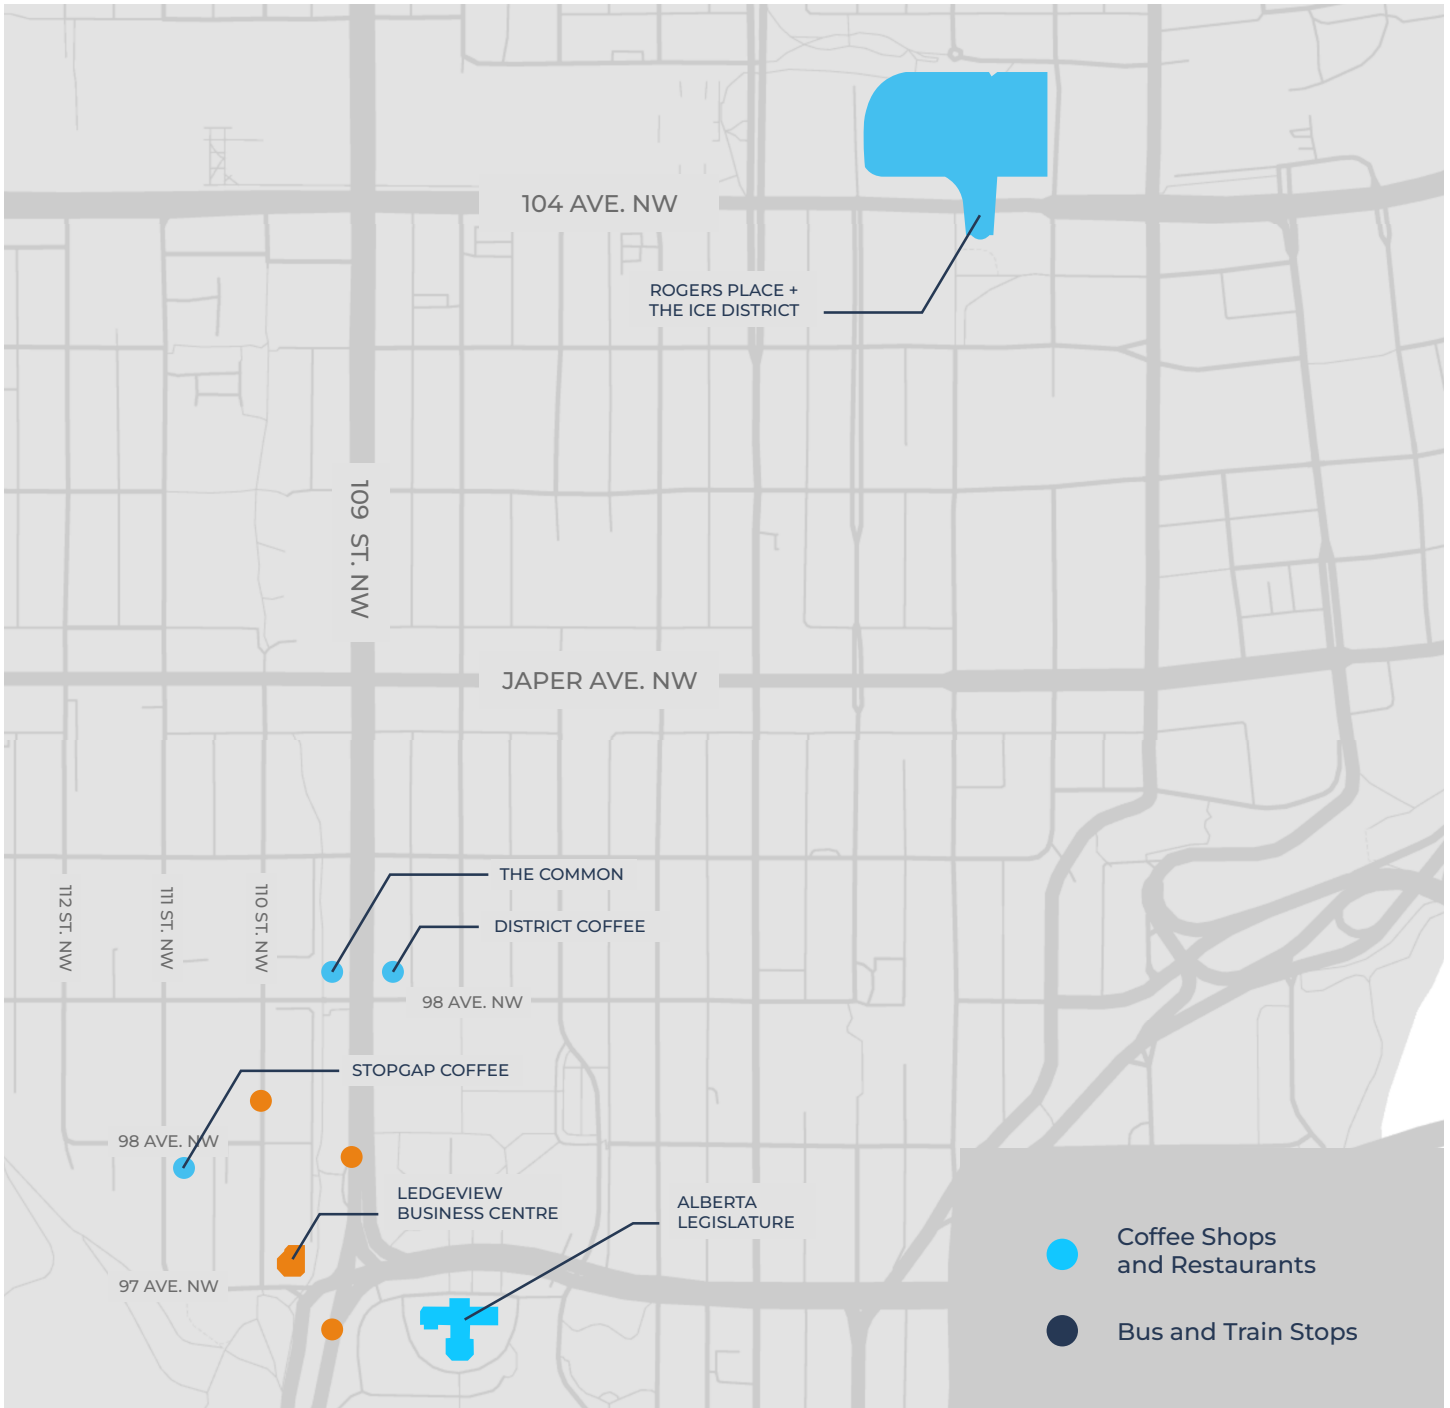 104 AVE. NW
ROGERS PLACE +
THE ICE DISTRICT
109 ST. NW
JAPER AVE. NW
THE COMMON
112 ST. NW
111 ST. NW
110 ST. NW
DISTRICT COFFEE
98 AVE. NW
STOPGAP COFFEE
98 AVE. NW
LEDGEVIEW
BUSINESS CENTRE
ALBERTA
LEGISLATURE
97 AVE. NW
Coffee Shops
and Restaurants
Bus and Train Stops